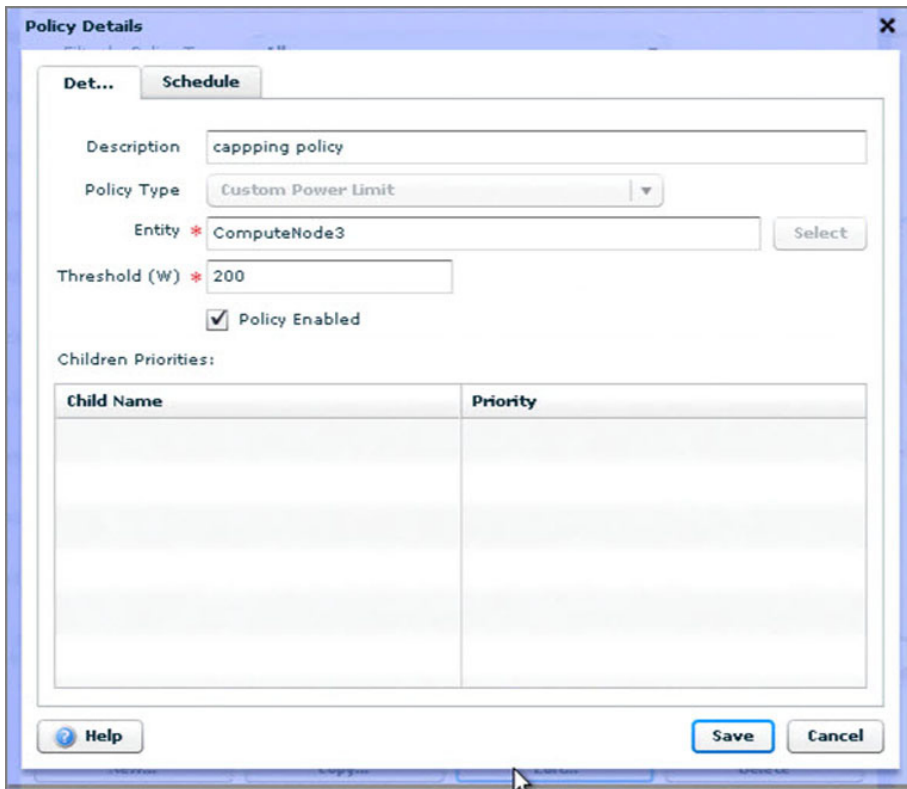 Policy Details
Det...
Schedule
Description
cappping policy
Policy Type
Custom Power Limit
Entity *
ComputeNode3
Select
Threshold (W) *
200
Policy Enabled
Children Priorities:
Child Name
Priority
Help
Save
Cancel